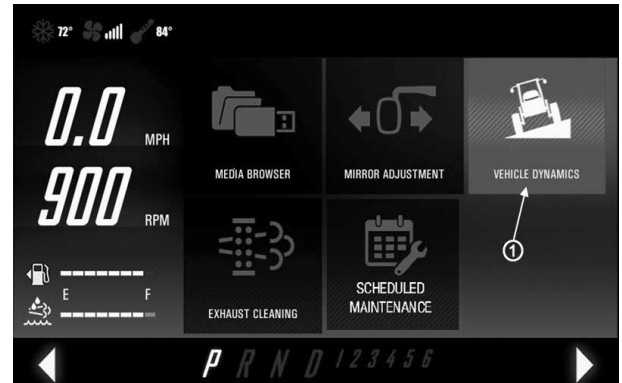 72° 84°
0.0 MPH
900 RPM
E F
MEDIA BROWSER
MIRROR ADJUSTMENT
VEHICLE DYNAMICS
1
EXHAUST CLEANING
SCHEDULED
MAINTENANCE
P R N D 1 2 3 4 5 6